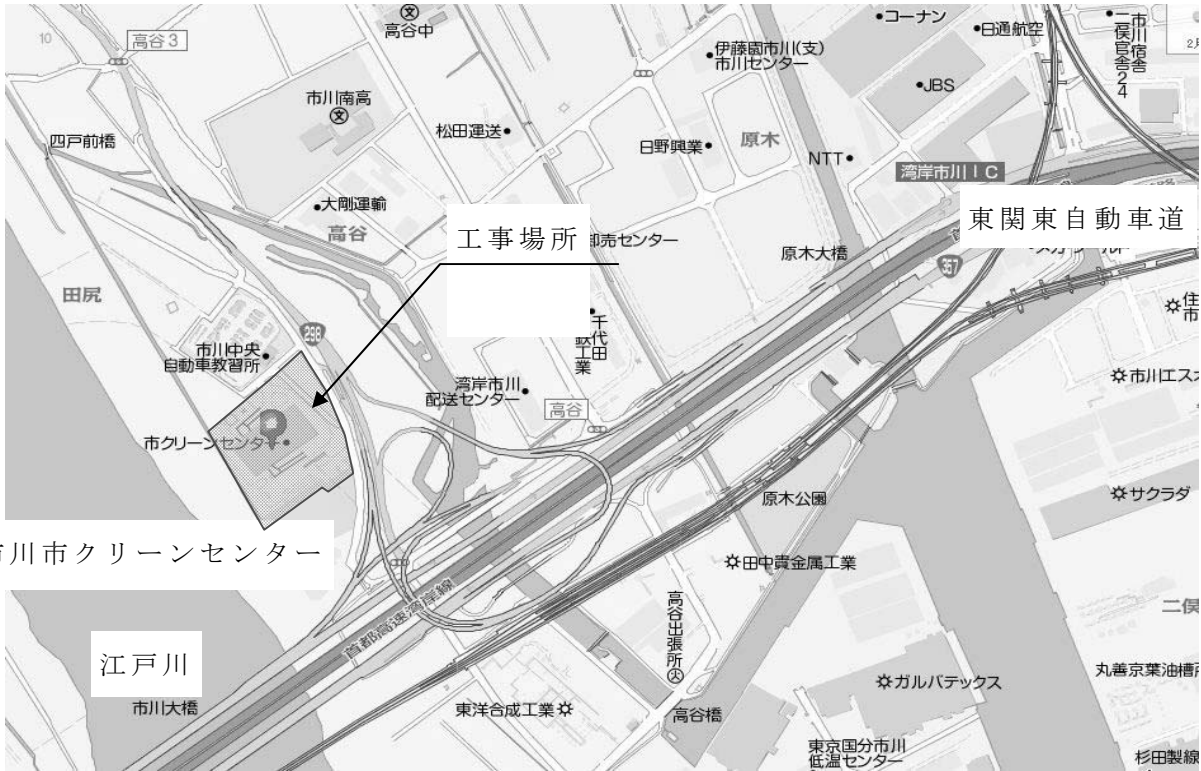 10
高谷3
高谷中
コーナン
日通航空
市川宿舎
二俣官舎24
伊藤園市川(支)
市川センター
JBS
市川南高
四戸前橋
松田運送
日野興業
原木
NTT
湾岸市川IC
大剛運輸
高谷
工事場所
卸売センター
原木大橋
東関東自動車道
357
田尻
298
市川中央
自動車教習所
千代田
鉄工業
湾岸市川
配送センター
高谷
市川エス
市クリーンセンター
原木公園
サクラダ
市川市クリーンセンター
田中貴金属工業
首都高速湾岸線
高谷出張所
二俣
江戸川
市川大橋
東洋合成工業
高谷橋
ガルバテックス
丸善京葉油槽所
東京国分市川
低温センター
杉田製線